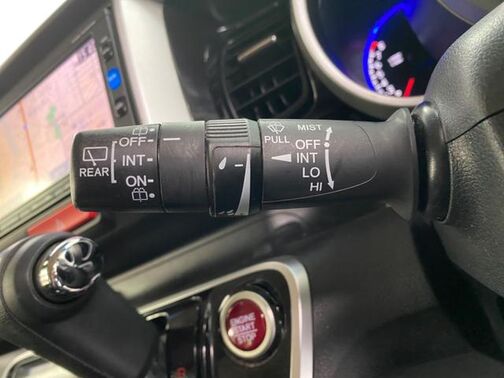 OFF
INT
REAR
ON
MIST
PULL
OFF
INT
LO
HI
ENGINE
START
STOP